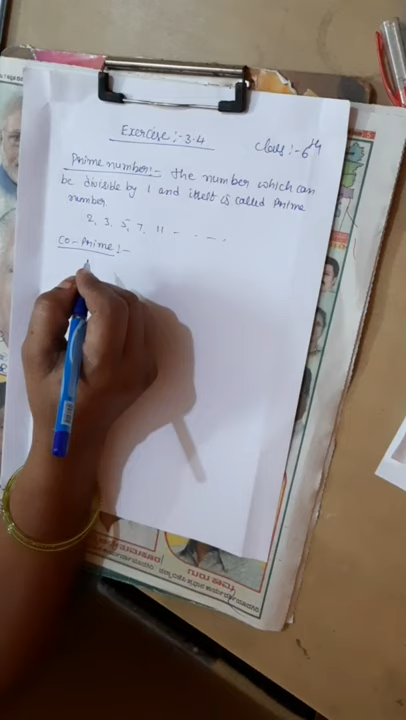 Exercise :- 3.4
Class :- 6th
Prime number :- the number which can
be divisible by 1 and itself is called prime
number.
2, 3, 5, 7, 11 - . - .
Co-Prime :-